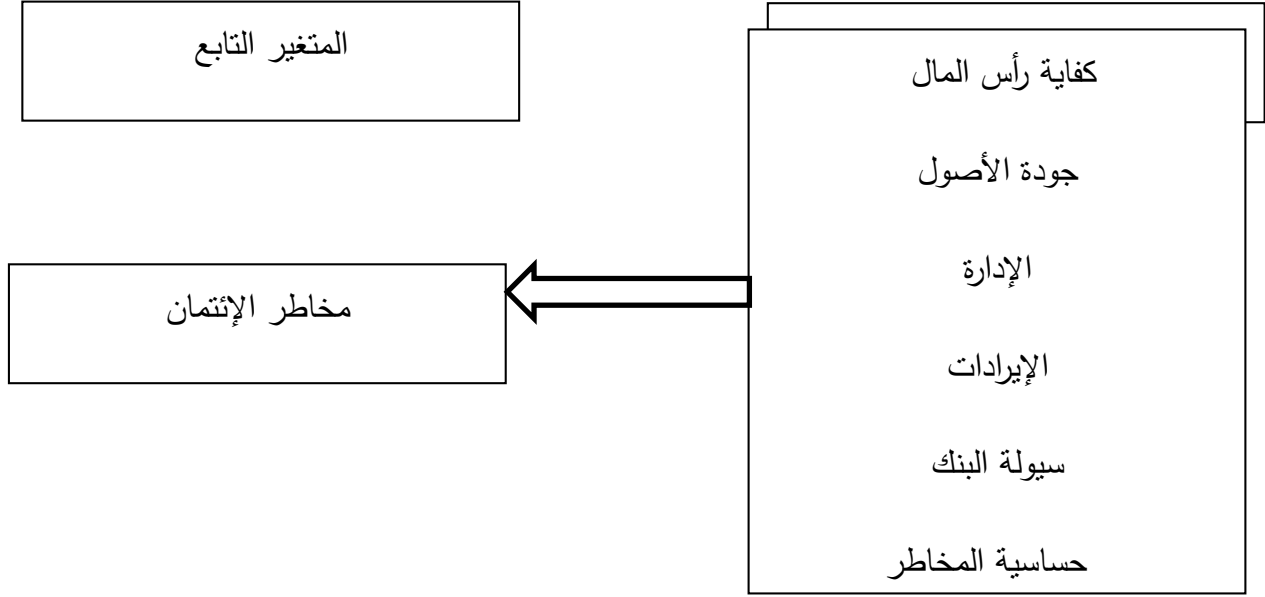 المتغير التابع
كفاية رأس المال
جودة الأصول
الإدارة
الإيرادات
سيولة البنك
حساسية المخاطر
مخاطر الإئتمان